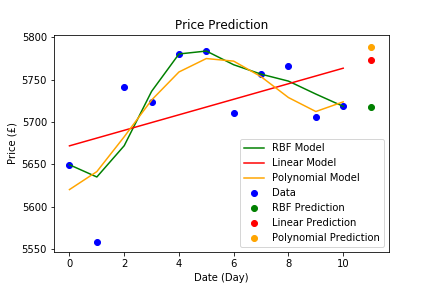 Price Prediction
5800
5750
5700
5650
5600
5550
Price (£)
0 2 4 6 8 10
Date (Day)
RBF Model
Linear Model
Polynomial Model
Data
RBF Prediction
Linear Prediction
Polynomial Prediction